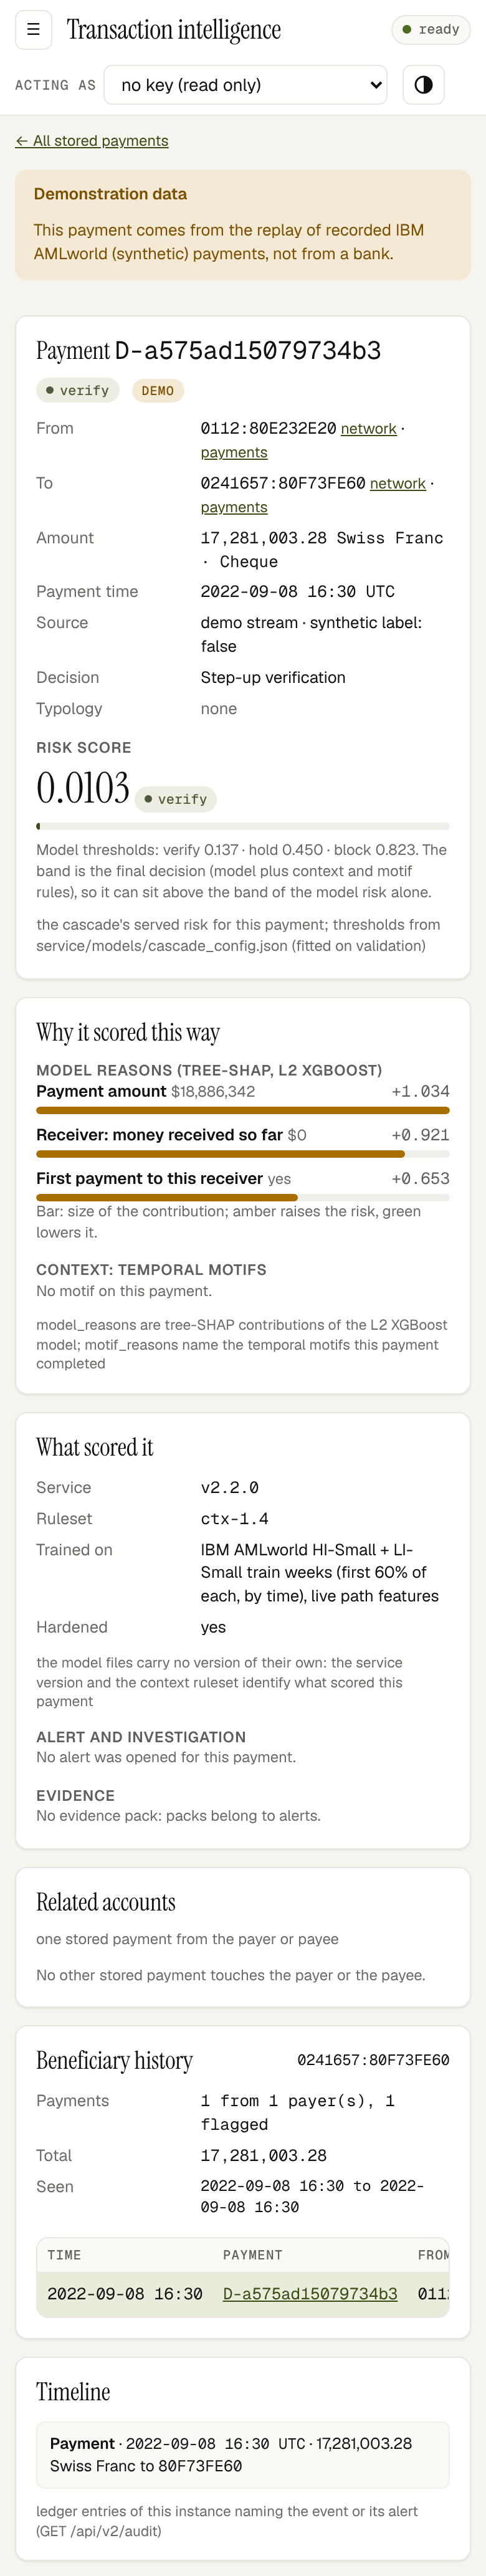 ☰ Transaction intelligence ready
ACTING AS no key (read only)
← All stored payments
Demonstration data
This payment comes from the replay of recorded IBM
AMLworld (synthetic) payments, not from a bank.
Payment D-a575ad15079734b3
verify DEMO
From 0112:80E232E20 network ·
payments
To 0241657:80F73FE60 network ·
payments
Amount 17,281,003.28 Swiss Franc
· Cheque
Payment time 2022-09-08 16:30 UTC
Source demo stream · synthetic label:
false
Decision Step-up verification
Typology none
RISK SCORE
0.0103 verify
Model thresholds: verify 0.137 · hold 0.450 · block 0.823. The
band is the final decision (model plus context and motif
rules), so it can sit above the band of the model risk alone.
the cascade's served risk for this payment; thresholds from
service/models/cascade_config.json (fitted on validation)
Why it scored this way
MODEL REASONS (TREE-SHAP, L2 XGBOOST)
Payment amount $18,886,342 +1.034
Receiver: money received so far $0 +0.921
First payment to this receiver yes +0.653
Bar: size of the contribution; amber raises the risk, green
lowers it.
CONTEXT: TEMPORAL MOTIFS
No motif on this payment.
model_reasons are tree-SHAP contributions of the L2 XGBoost
model; motif_reasons name the temporal motifs this payment
completed
What scored it
Service v2.2.0
Ruleset ctx-1.4
Trained on IBM AMLworld HI-Small + LI-
Small train weeks (first 60% of
each, by time), live path features
Hardened yes
the model files carry no version of their own: the service
version and the context ruleset identify what scored this
payment
ALERT AND INVESTIGATION
No alert was opened for this payment.
EVIDENCE
No evidence pack: packs belong to alerts.
Related accounts
one stored payment from the payer or payee
No other stored payment touches the payer or the payee.
Beneficiary history 0241657:80F73FE60
Payments 1 from 1 payer(s), 1
flagged
Total 17,281,003.28
Seen 2022-09-08 16:30 to 2022-
09-08 16:30
TIME PAYMENT FROM
2022-09-08 16:30 D-a575ad15079734b3 011
Timeline
Payment · 2022-09-08 16:30 UTC · 17,281,003.28
Swiss Franc to 80F73FE60
ledger entries of this instance naming the event or its alert
(GET /api/v2/audit)